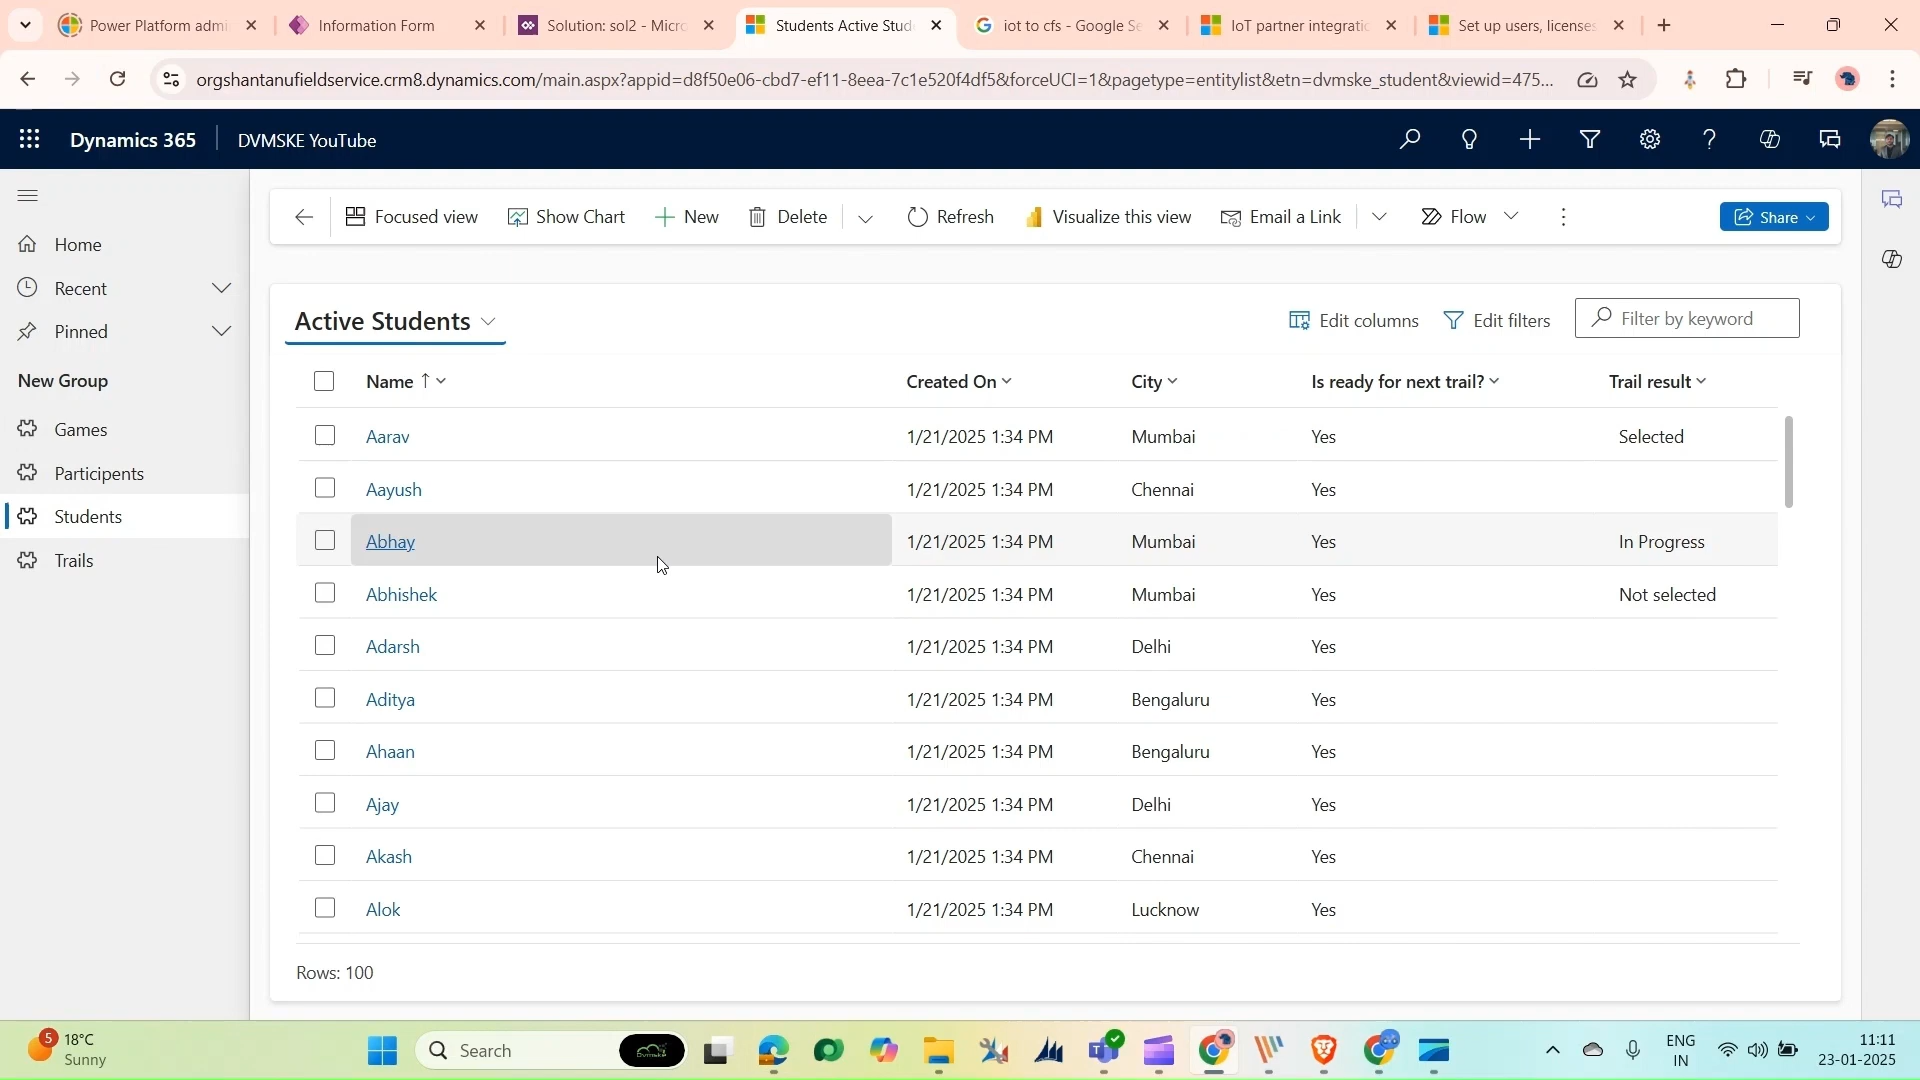 Power Platform admi
Information Form
Solution: sol2 - Micro
Students Active Stud
iot to cfs - Google Se
IoT partner integratio
Set up users, licenses
orgshantanufieldservice.crm8.dynamics.com/main.aspx?appid=d8f50e06-cbd7-ef11-8eea-7c1e520f4df5&forceUCI=1&pagetype=entitylist&etn=dvmske_student&viewid=475...
Dynamics 365 DVMSKE YouTube
Focused view Show Chart New Delete Refresh Visualize this view Email a Link Flow Share
Home
Recent
Pinned
New Group
Games
Participants
Students
Trails
Active Students Edit columns Edit filters Filter by keyword
Name Created On City Is ready for next trail? Trail result
Aarav 1/21/2025 1:34 PM Mumbai Yes Selected
Aayush 1/21/2025 1:34 PM Chennai Yes
Abhay 1/21/2025 1:34 PM Mumbai Yes In Progress
Abhishek 1/21/2025 1:34 PM Mumbai Yes Not selected
Adarsh 1/21/2025 1:34 PM Delhi Yes
Aditya 1/21/2025 1:34 PM Bengaluru Yes
Ahaan 1/21/2025 1:34 PM Bengaluru Yes
Ajay 1/21/2025 1:34 PM Delhi Yes
Akash 1/21/2025 1:34 PM Chennai Yes
Alok 1/21/2025 1:34 PM Lucknow Yes
Rows: 100
5
18°C
Sunny
Search
ENG
IN
11:11
23-01-2025